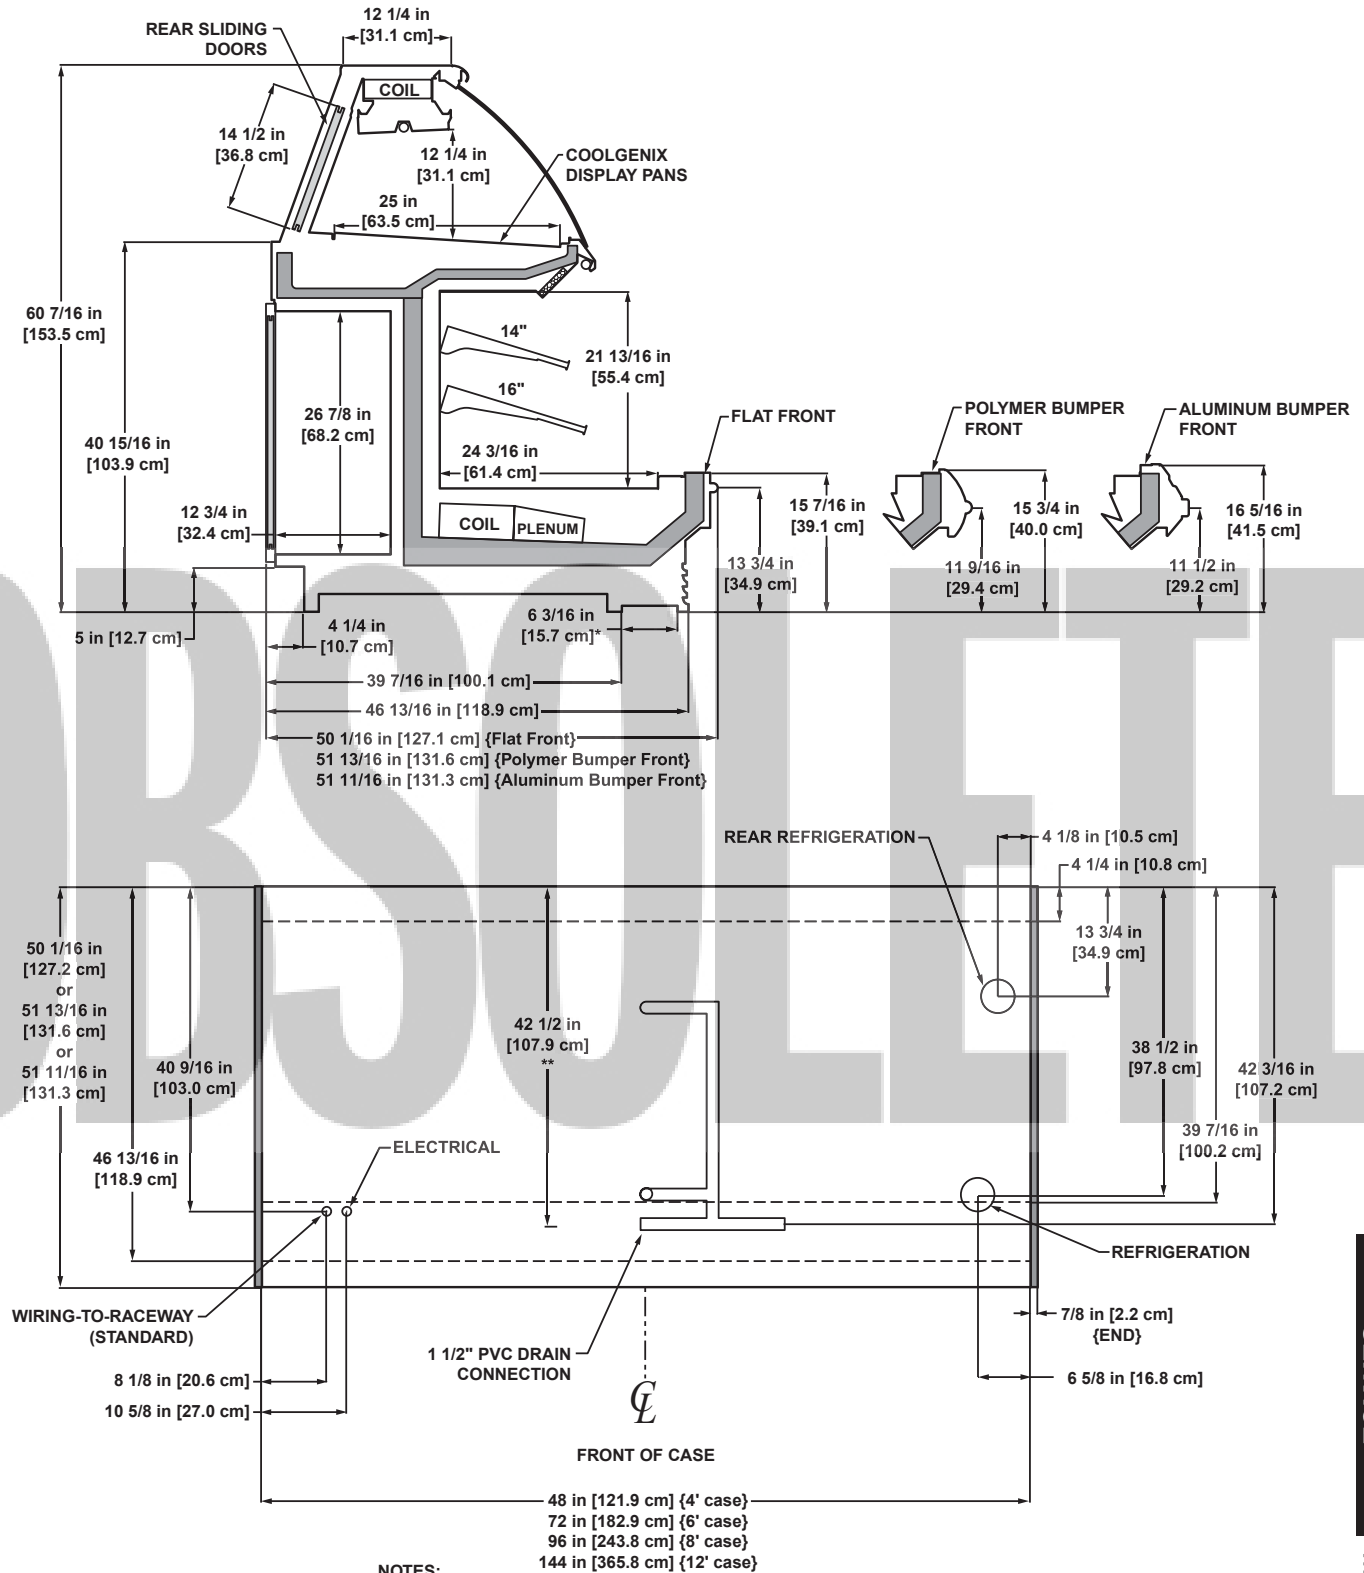 12 1/4 in
[31.1 cm]
REAR SLIDING
DOORS
COIL
14 1/2 in
[36.8 cm]
12 1/4 in
[31.1 cm]
COOLGENIX
DISPLAY PANS
25 in
[63.5 cm]
60 7/16 in
[153.5 cm]
14"
21 13/16 in
[55.4 cm]
16"
26 7/8 in
[68.2 cm]
FLAT FRONT
POLYMER BUMPER
FRONT
ALUMINUM BUMPER
FRONT
40 15/16 in
[103.9 cm]
24 3/16 in
[61.4 cm]
15 7/16 in
[39.1 cm]
15 3/4 in
[40.0 cm]
16 5/16 in
[41.5 cm]
12 3/4 in
[32.4 cm]
COIL
PLENUM
13 3/4 in
[34.9 cm]
11 9/16 in
[29.4 cm]
11 1/2 in
[29.2 cm]
5 in [12.7 cm]
4 1/4 in
[10.7 cm]
6 3/16 in
[15.7 cm]*
39 7/16 in [100.1 cm]
46 13/16 in [118.9 cm]
50 1/16 in [127.1 cm] {Flat Front}
51 13/16 in [131.6 cm] {Polymer Bumper Front}
51 11/16 in [131.3 cm] {Aluminum Bumper Front}
OBSOLETE
REAR REFRIGERATION
4 1/8 in [10.5 cm]
4 1/4 in [10.8 cm]
13 3/4 in
[34.9 cm]
50 1/16 in
[127.2 cm]
or
51 13/16 in
[131.6 cm]
or
51 11/16 in
[131.3 cm]
40 9/16 in
[103.0 cm]
42 1/2 in
[107.9 cm]
**
38 1/2 in
[97.8 cm]
42 3/16 in
[107.2 cm]
39 7/16 in
[100.2 cm]
46 13/16 in
[118.9 cm]
ELECTRICAL
REFRIGERATION
WIRING-TO-RACEWAY
(STANDARD)
7/8 in [2.2 cm]
{END}
1 1/2" PVC DRAIN
CONNECTION
6 5/8 in [16.8 cm]
8 1/8 in [20.6 cm]
10 5/8 in [27.0 cm]
CL
FRONT OF CASE
48 in [121.9 cm] {4' case}
72 in [182.9 cm] {6' case}
96 in [243.8 cm] {8' case}
144 in [365.8 cm] {12' case}
NOTES: